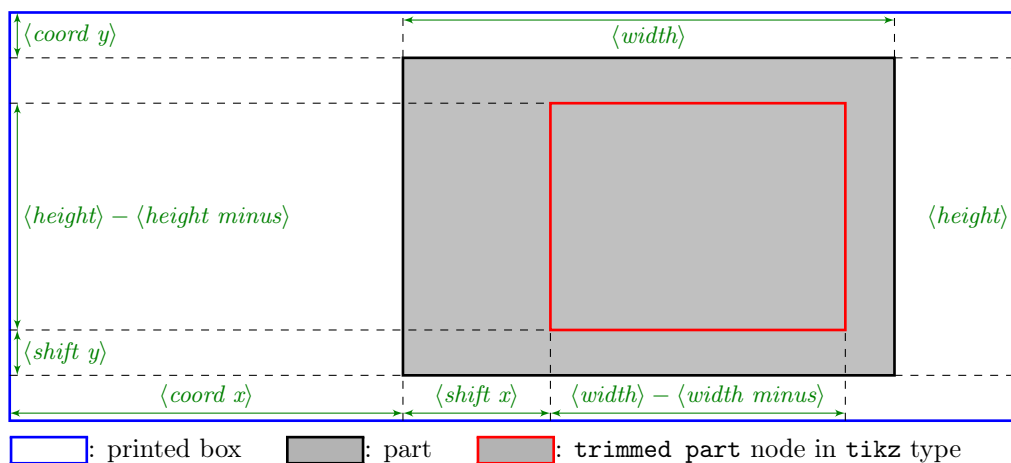 ⟨coord y⟩
⟨width⟩
⟨height⟩ − ⟨height minus⟩
⟨height⟩
⟨shift y⟩
⟨coord x⟩ ⟨shift x⟩ ⟨width⟩ − ⟨width minus⟩
: printed box : part : trimmed part node in tikz type